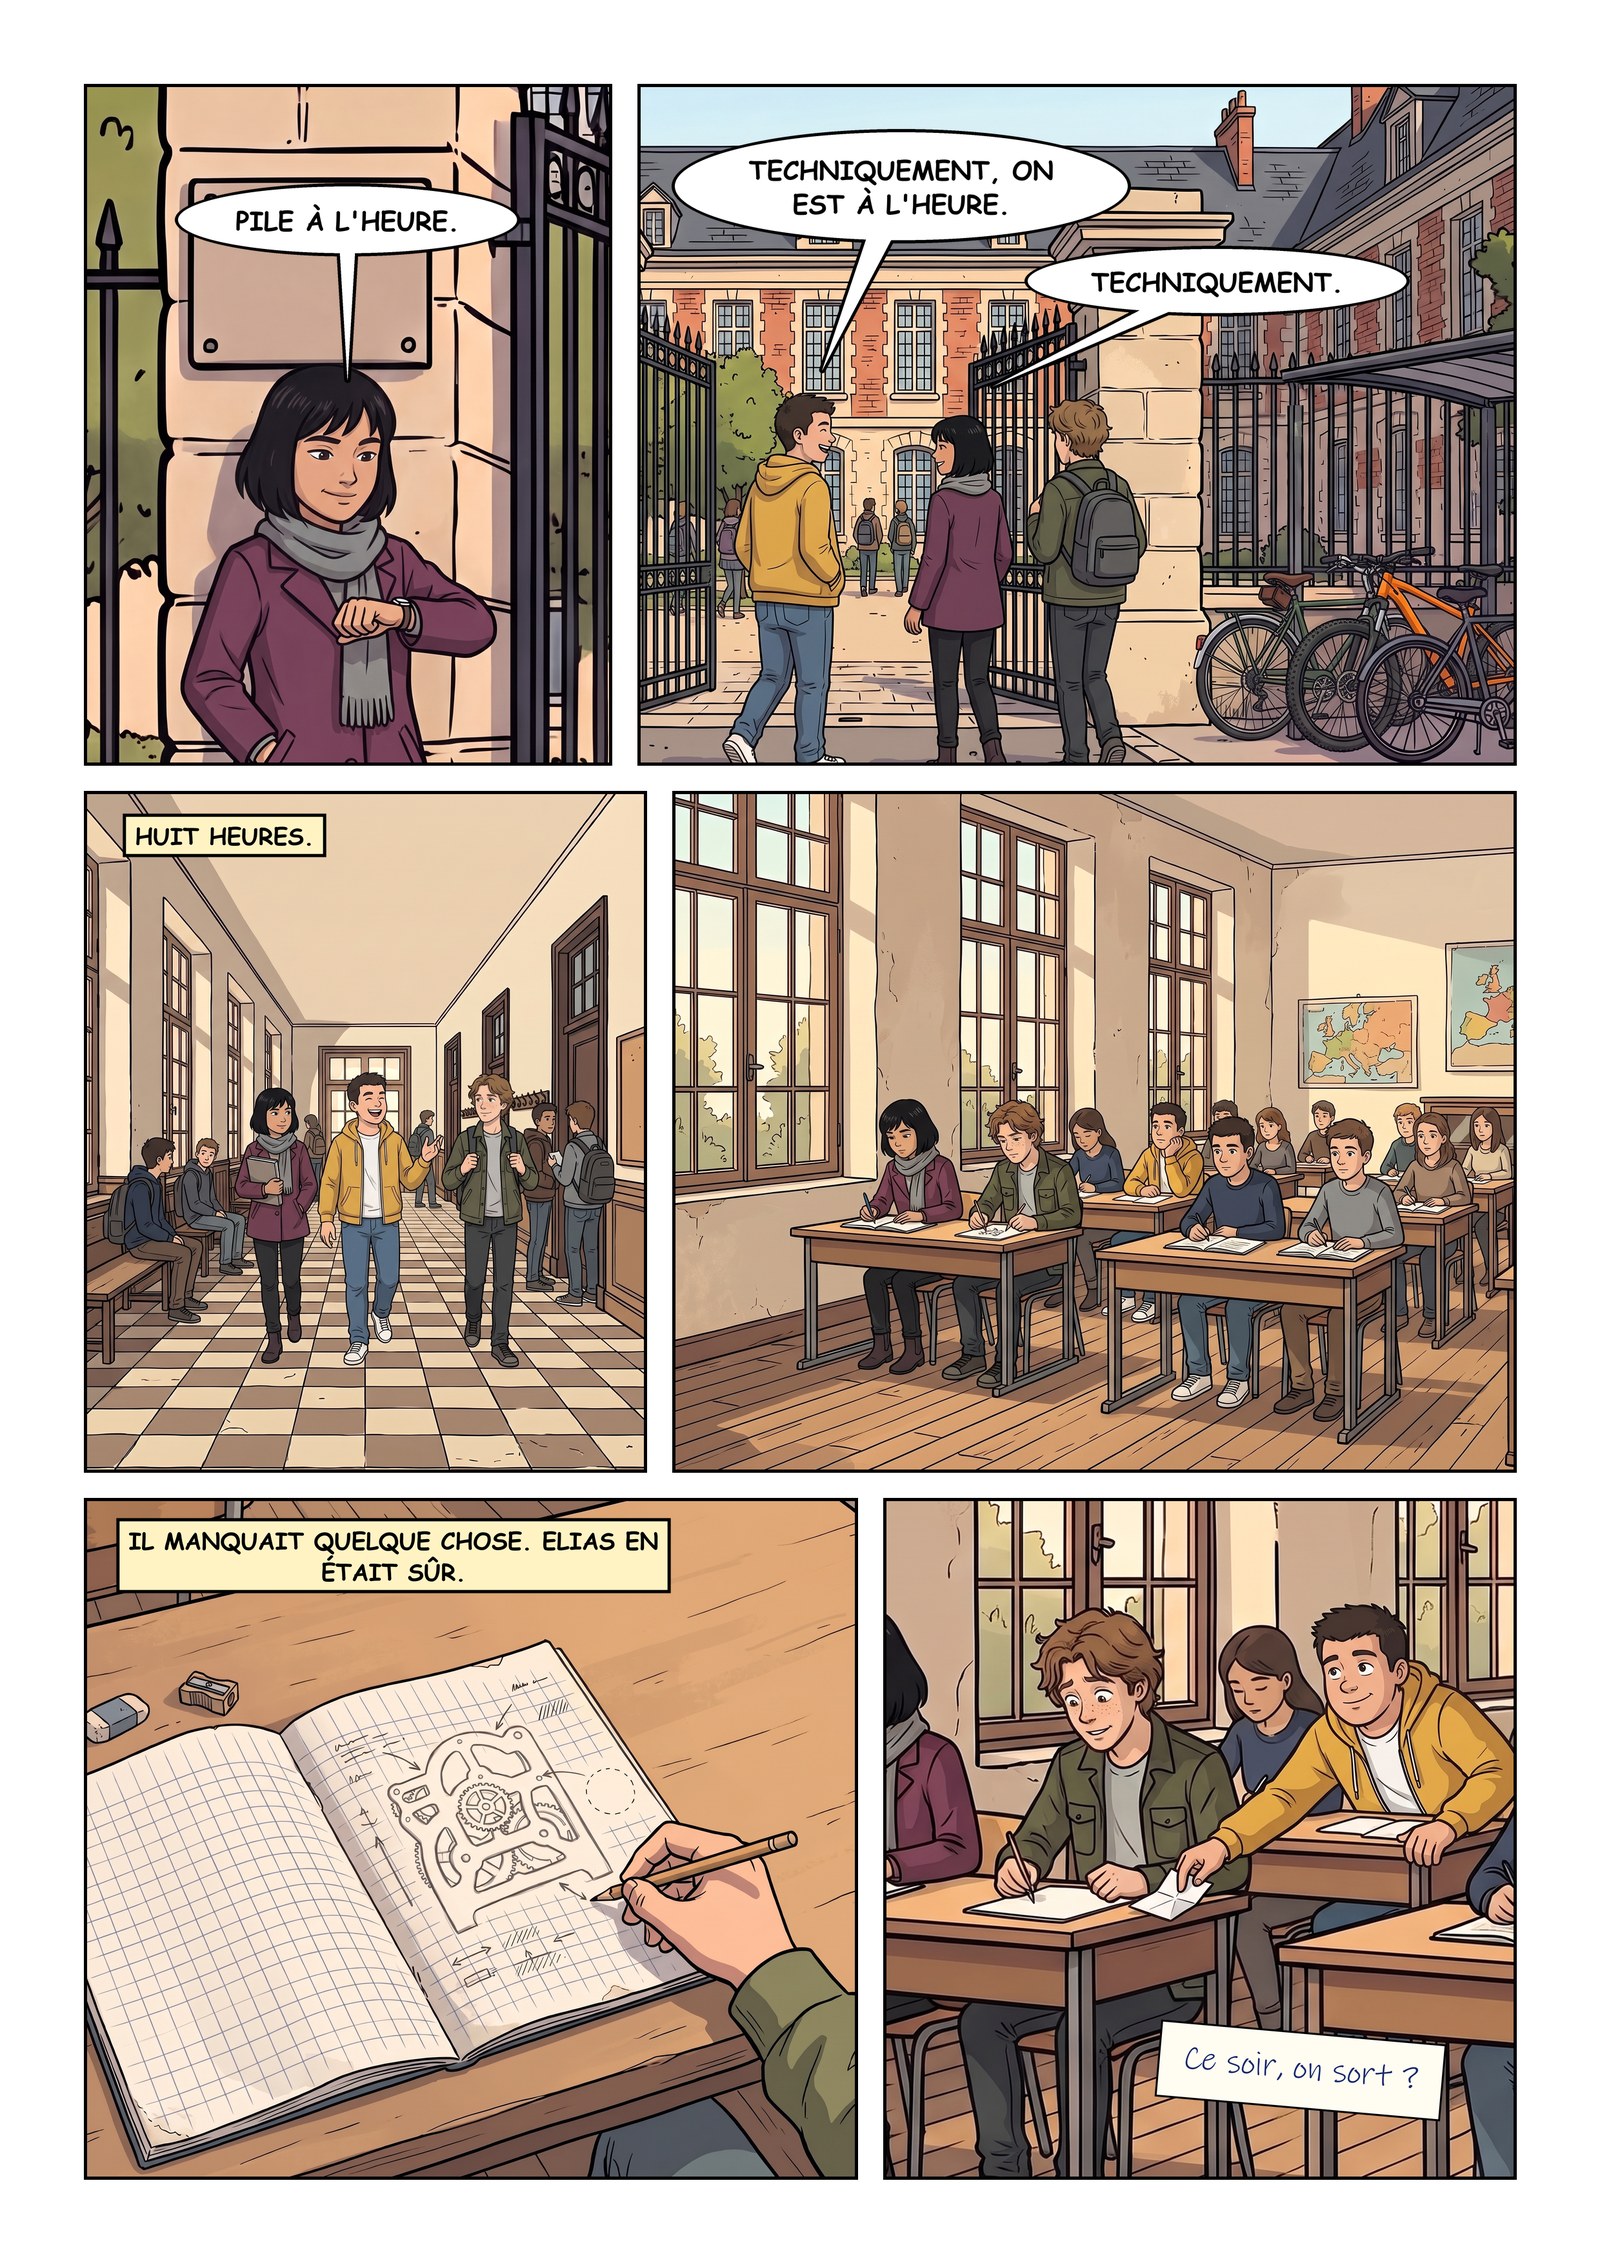 PILE À L'HEURE.
TECHNIQUEMENT, ON
EST À L'HEURE.
TECHNIQUEMENT.
HUIT HEURES.
IL MANQUAIT QUELQUE CHOSE. ELIAS EN
ÉTAIT SÛR.
Ce soir, on sort ?